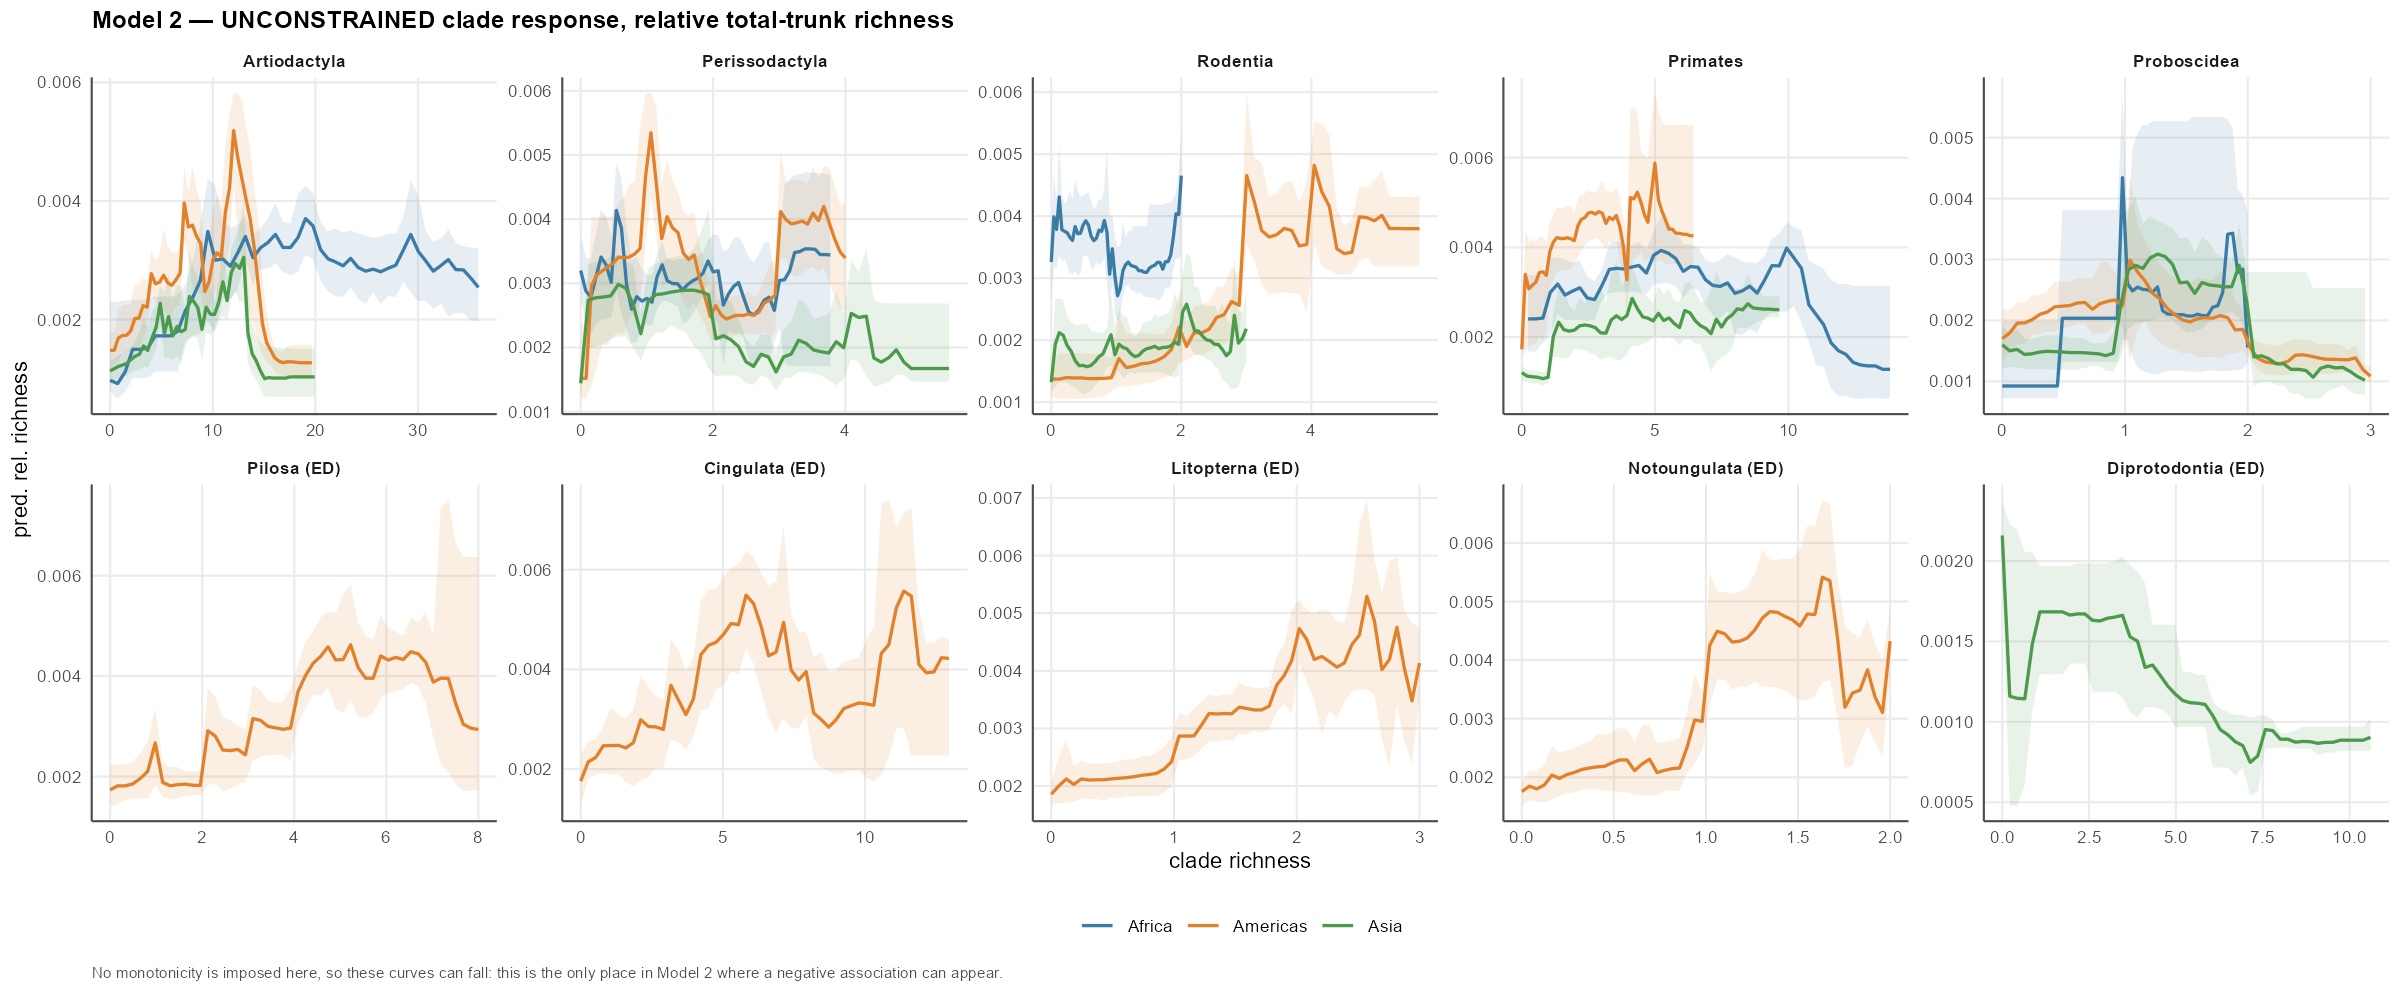 Model 2 — UNCONSTRAINED clade response, relative total-trunk richness
Artiodactyla
Perissodactyla
Rodentia
Primates
Proboscidea
0.006
0.004
0.002
0 10 20 30
0.006
0.005
0.004
0.003
0.002
0.001
0 2 4
0.006
0.005
0.004
0.003
0.002
0.001
0 2 4
0.006
0.004
0.002
0 5 10
0.005
0.004
0.003
0.002
0.001
0 1 2 3
pred. rel. richness
Pilosa (ED)
Cingulata (ED)
Litopterna (ED)
Notoungulata (ED)
Diprotodontia (ED)
0.006
0.004
0.002
0 2 4 6 8
0.006
0.004
0.002
0 5 10
0.007
0.006
0.005
0.004
0.003
0.002
0 1 2 3
0.006
0.005
0.004
0.003
0.002
0.0 0.5 1.0 1.5 2.0
0.0020
0.0015
0.0010
0.0005
0.0 2.5 5.0 7.5 10.0
clade richness
Africa Americas Asia
No monotonicity is imposed here, so these curves can fall: this is the only place in Model 2 where a negative association can appear.